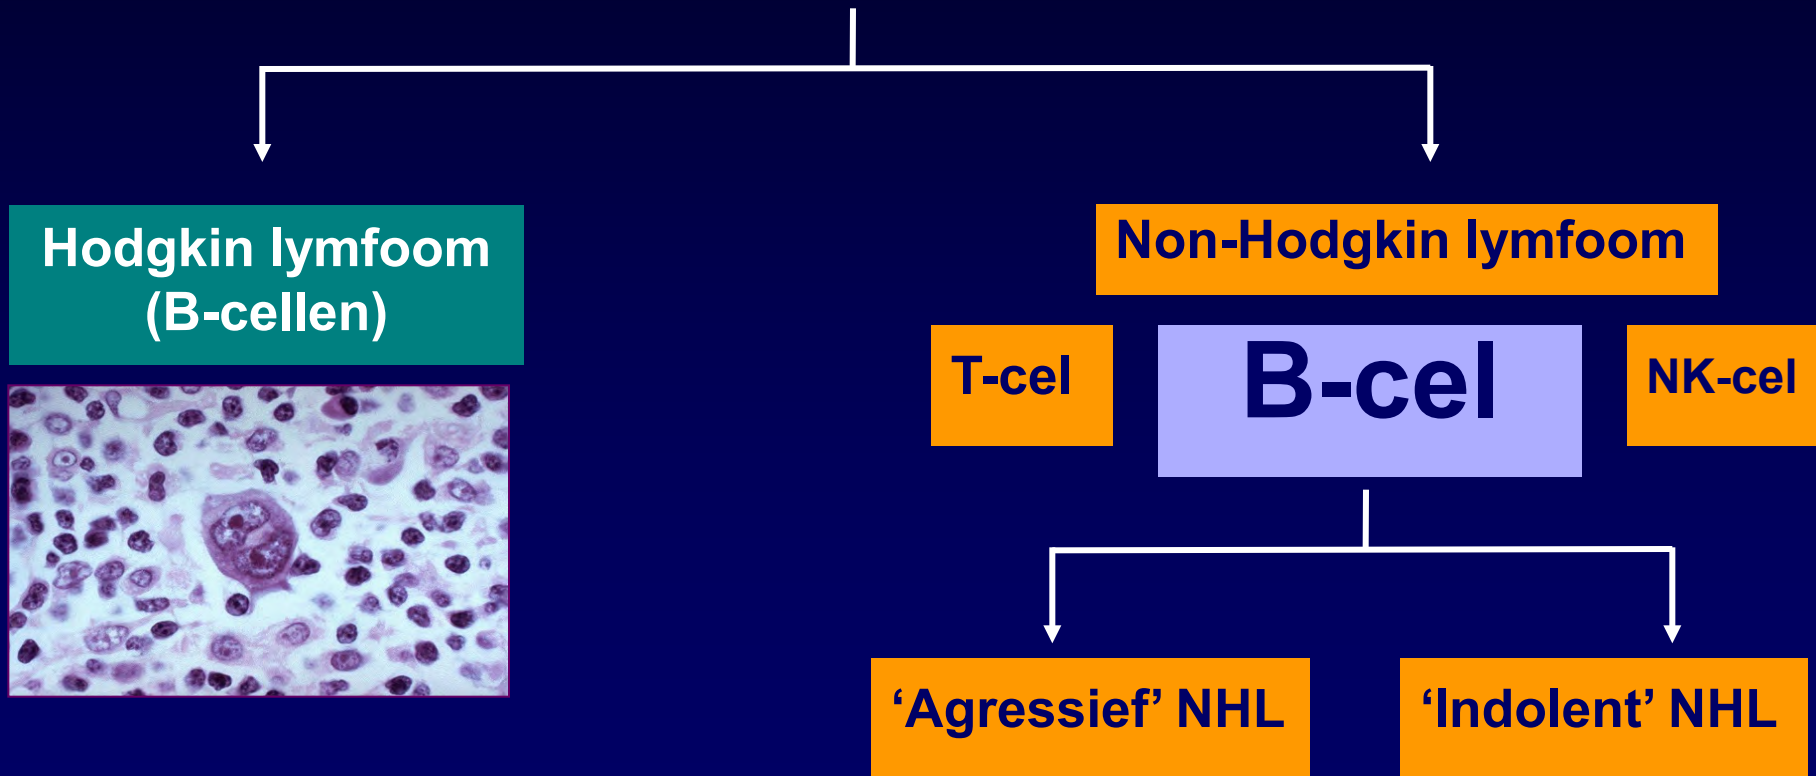 Hodgkin lymfoom
(B-cellen)
Non-Hodgkin lymfoom
T-cel
B-cel
NK-cel
‘Agressief’ NHL
‘Indolent’ NHL